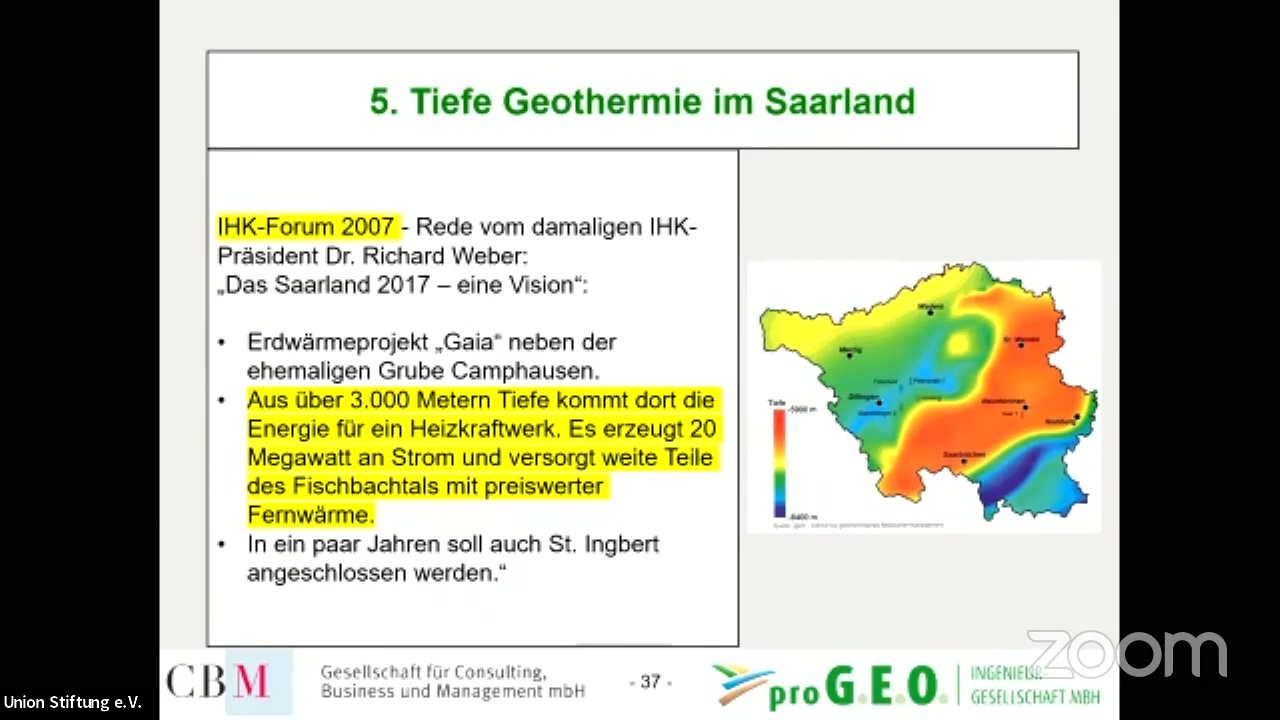 5. Tiefe Geothermie im Saarland
IHK-Forum 2007 - Rede vom damaligen IHK-
Präsident Dr. Richard Weber:
„Das Saarland 2017 – eine Vision“:
• Erdwärmeprojekt „Gaia“ neben der
ehemaligen Grube Camphausen.
• Aus über 3.000 Metern Tiefe kommt dort die
Energie für ein Heizkraftwerk. Es erzeugt 20
Megawatt an Strom und versorgt weite Teile
des Fischbachtals mit preiswerter
Fernwärme.
• In ein paar Jahren soll auch St. Ingbert
angeschlossen werden.“
Merzig
St. Wendel
Dillingen
Neunkirchen
Homburg
Saarbrücken
Tiefe
CBM
Gesellschaft für Consulting,
Business und Management mbH
- 37 -
pro G.E.O.
INGENIEUR-
GESELLSCHAFT MBH
zoom
Union Stiftung e.V.